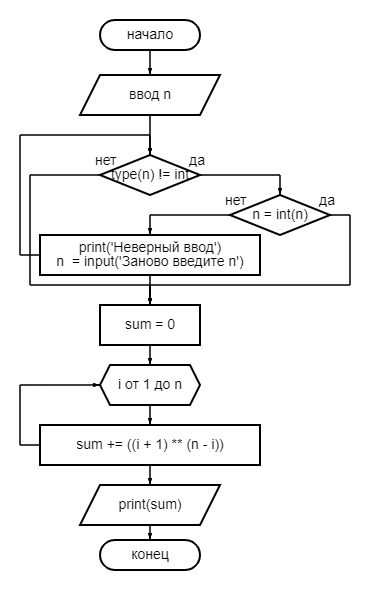 начало
ввод n
нет
да
type(n) != int
нет
да
n = int(n)
print('Неверный ввод')
n  = input('Заново введите n')
sum = 0
i от 1 до n
sum += ((i + 1) ** (n - i))
print(sum)
конец